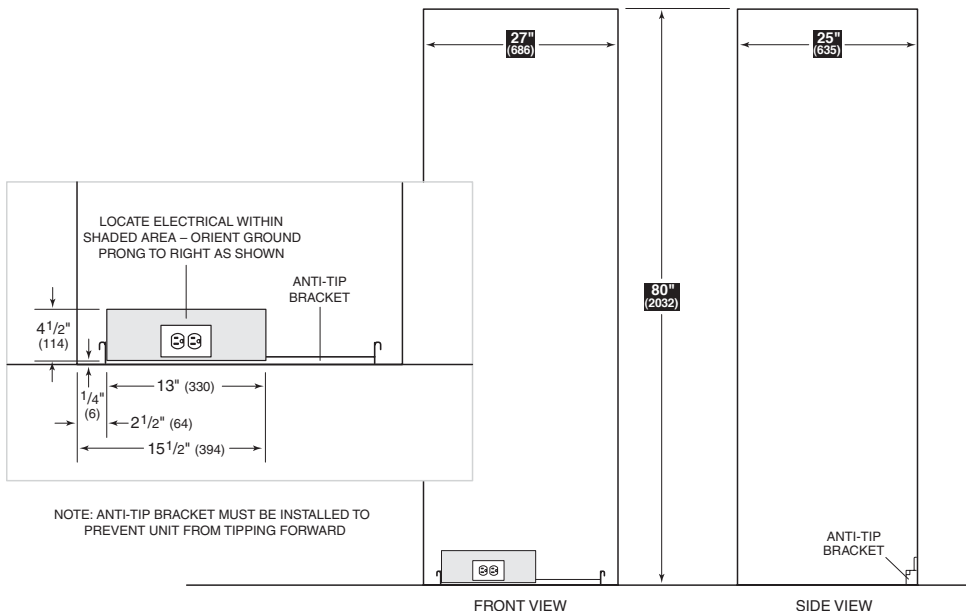 27"
(686)
25"
(635)
LOCATE ELECTRICAL WITHIN
SHADED AREA – ORIENT GROUND
PRONG TO RIGHT AS SHOWN
ANTI-TIP
BRACKET
80"
(2032)
4 1/2"
(114)
1/4"
(6)
13" (330)
2 1/2" (64)
15 1/2" (394)
NOTE: ANTI-TIP BRACKET MUST BE INSTALLED TO
PREVENT UNIT FROM TIPPING FORWARD
ANTI-TIP
BRACKET
FRONT VIEW
SIDE VIEW